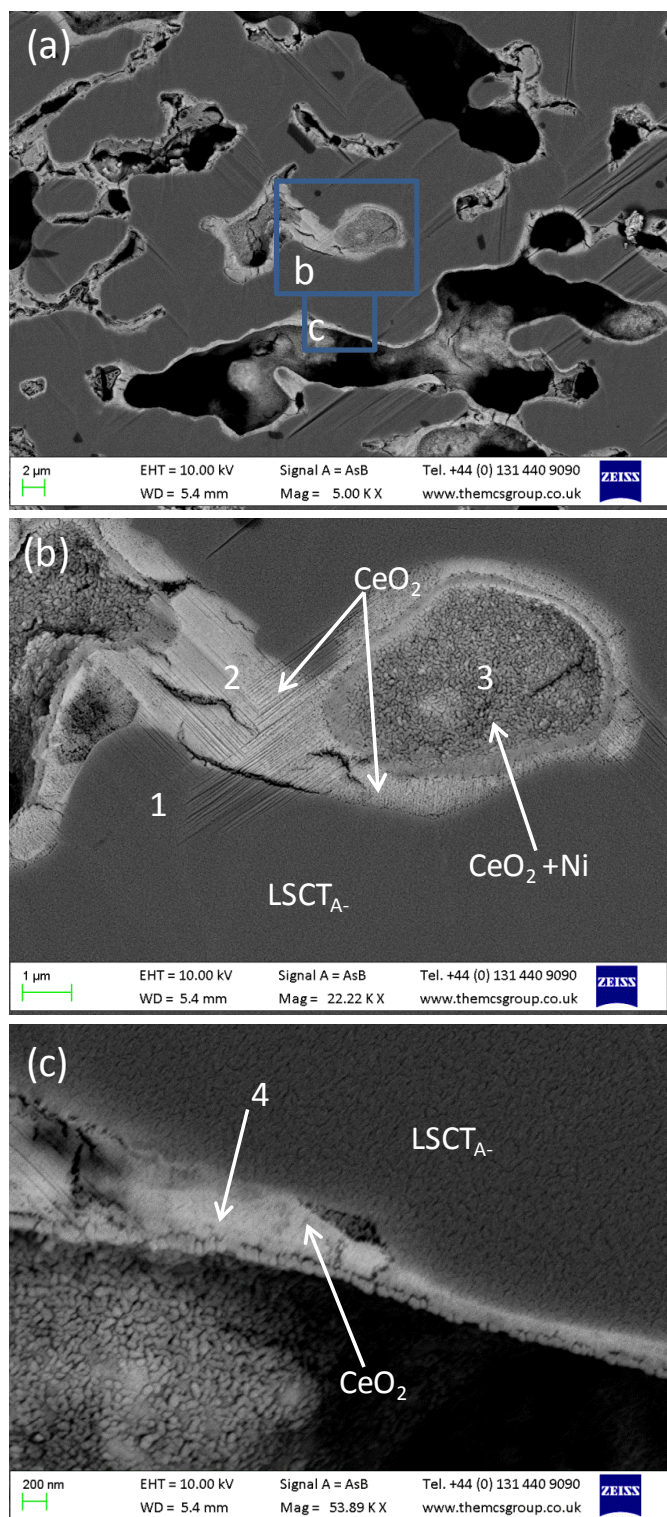 (a)
b
c
2 µm
EHT = 10.00 kV
Signal A = AsB
Tel. +44 (0) 131 440 9090
WD = 5.4 mm
Mag = 5.00 K X
www.themcsgroup.co.uk
ZEISS
(b)
CeO₂
2
3
1
CeO₂ +Ni
LSCT_A-
1 µm
EHT = 10.00 kV
Signal A = AsB
Tel. +44 (0) 131 440 9090
WD = 5.4 mm
Mag = 22.22 K X
www.themcsgroup.co.uk
ZEISS
(c)
4
LSCT_A-
CeO₂
200 nm
EHT = 10.00 kV
Signal A = AsB
Tel. +44 (0) 131 440 9090
WD = 5.4 mm
Mag = 53.89 K X
www.themcsgroup.co.uk
ZEISS